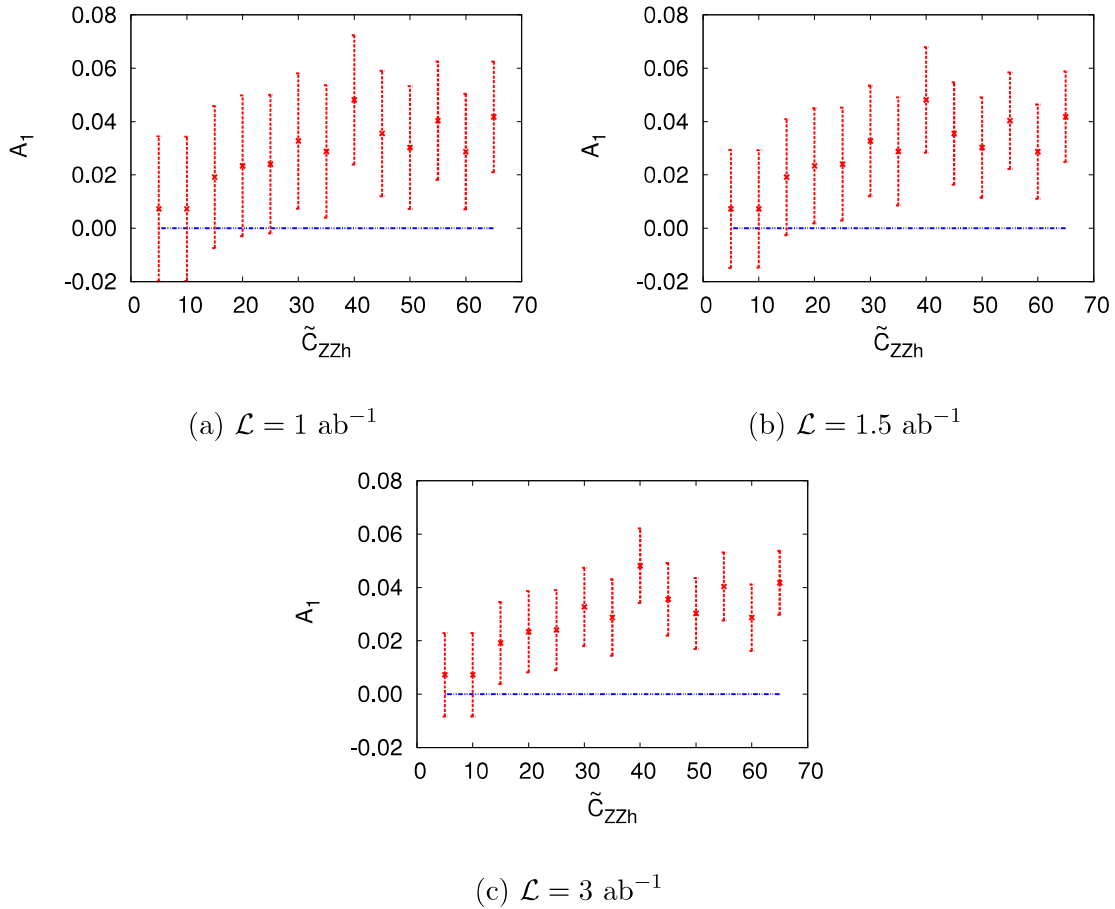 0.08 0.08
0.06 0.06
0.04 0.04
A₁ A₁
0.02 0.02
0.00 0.00
-0.02 -0.02
0 10 20 30 40 50 60 70 0 10 20 30 40 50 60 70
C̃_ZZh C̃_ZZh
(a) ℒ = 1 ab⁻¹ (b) ℒ = 1.5 ab⁻¹
0.08
0.06
0.04
A₁
0.02
0.00
-0.02
0 10 20 30 40 50 60 70
C̃_ZZh
(c) ℒ = 3 ab⁻¹